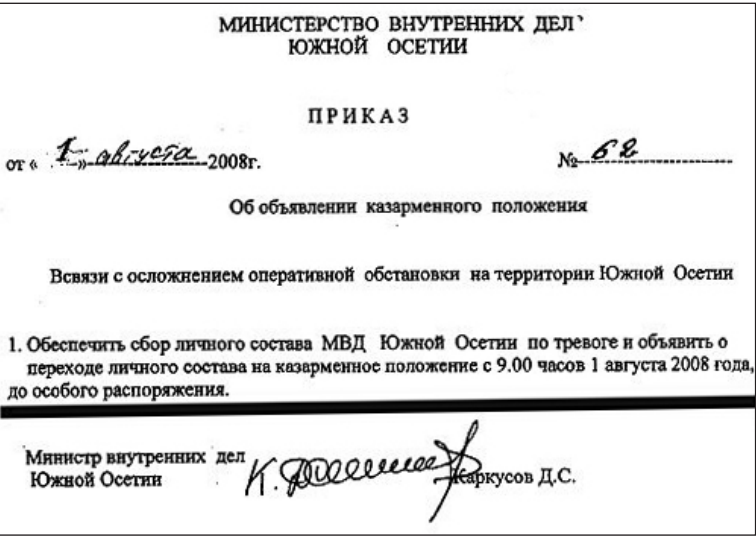 МИНИСТЕРСТВО ВНУТРЕННИХ ДЕЛ
ЮЖНОЙ ОСЕТИИ
ПРИКАЗ
от « 1 » августа 2008г. № 62
Об объявлении казарменного положения
Всвязи с осложнением оперативной обстановки на территории Южной Осетии
1. Обеспечить сбор личного состава МВД Южной Осетии по тревоге и объявить о
переходе личного состава на казарменное положение с 9.00 часов 1 августа 2008 года,
до особого распоряжения.
Министр внутренних дел
Южной Осетии Каркусов Д.С.